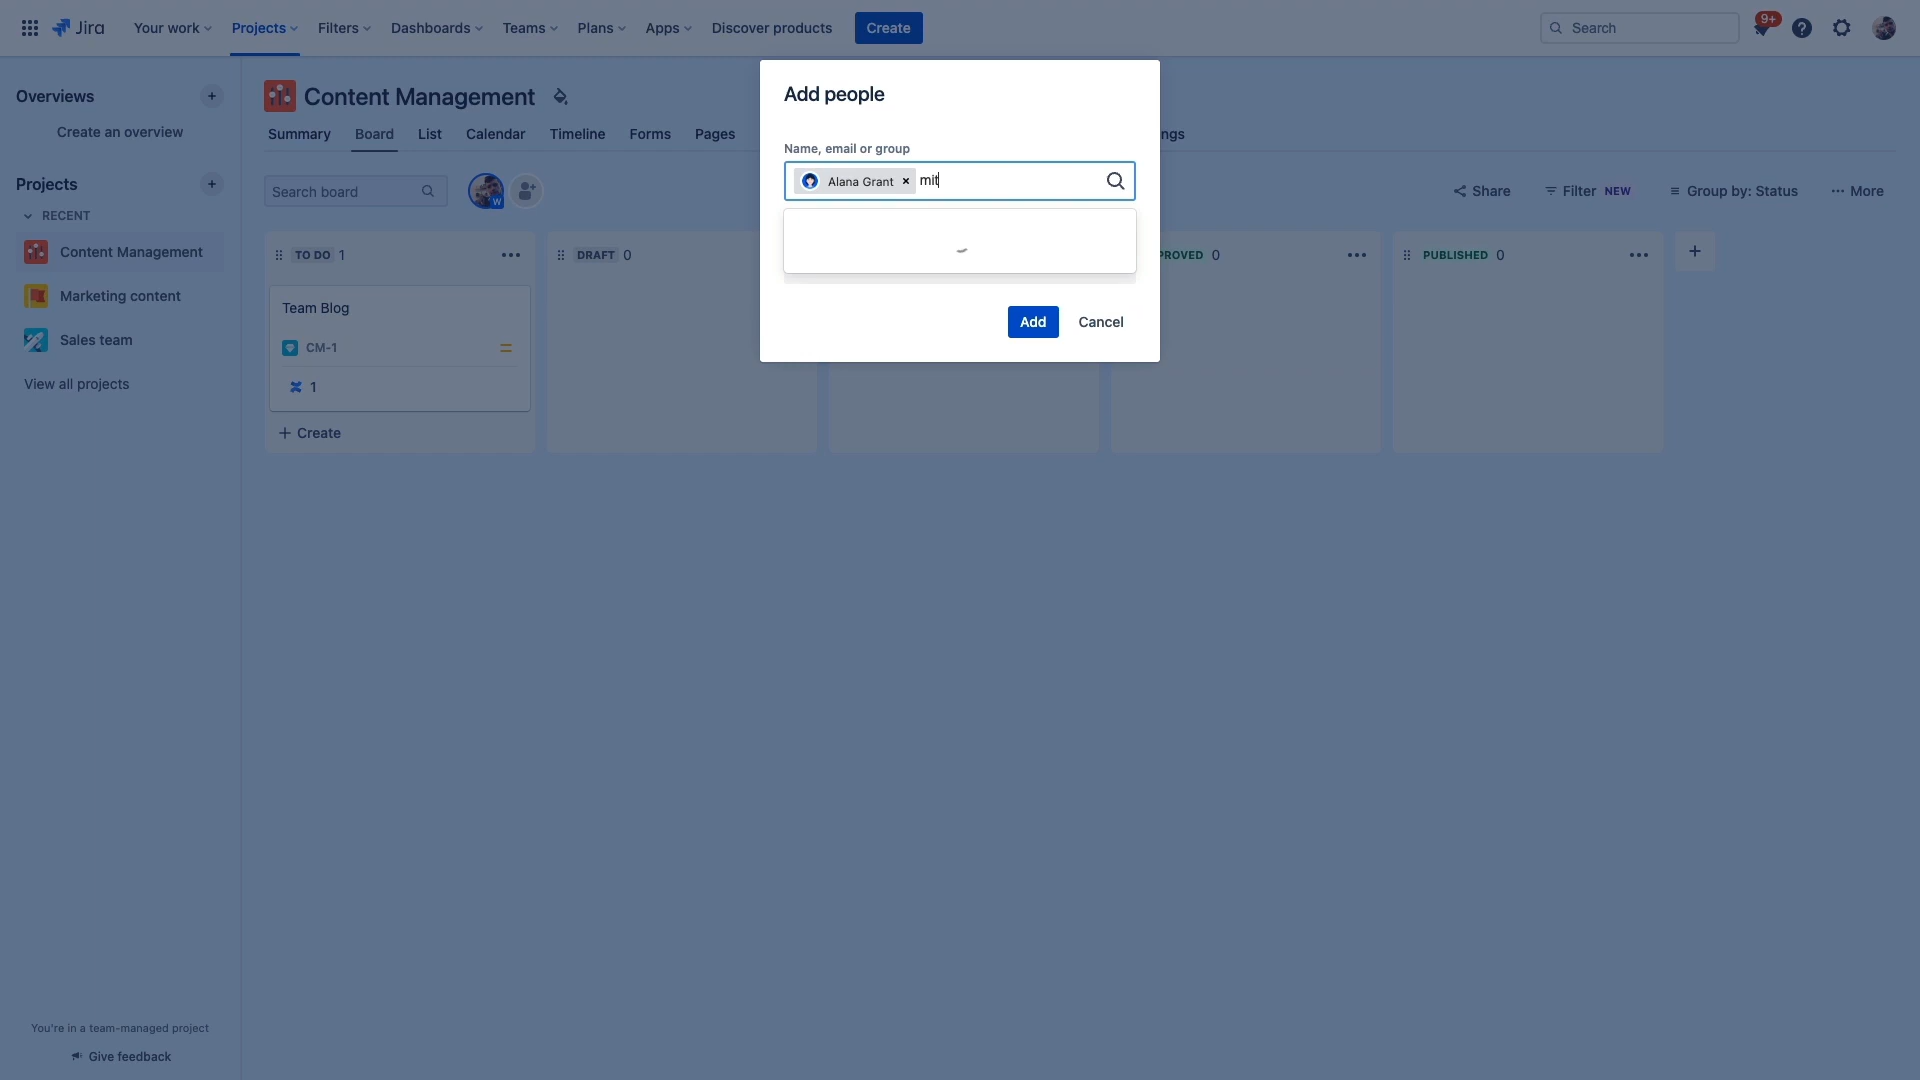 Jira
Your work
Projects
Filters
Dashboards
Teams
Plans
Apps
Discover products
Create
Search
9+
Overviews
Create an overview
Projects
RECENT
Content Management
Marketing content
Sales team
View all projects
You're in a team-managed project
Give feedback
Content Management
Summary
Board
List
Calendar
Timeline
Forms
Pages
ngs
Search board
W
Share
Filter NEW
Group by: Status
More
TO DO 1
Team Blog
CM-1
1
Create
DRAFT 0
PROVED 0
PUBLISHED 0
Add people
Name, email or group
Alana Grant
mit
Add
Cancel